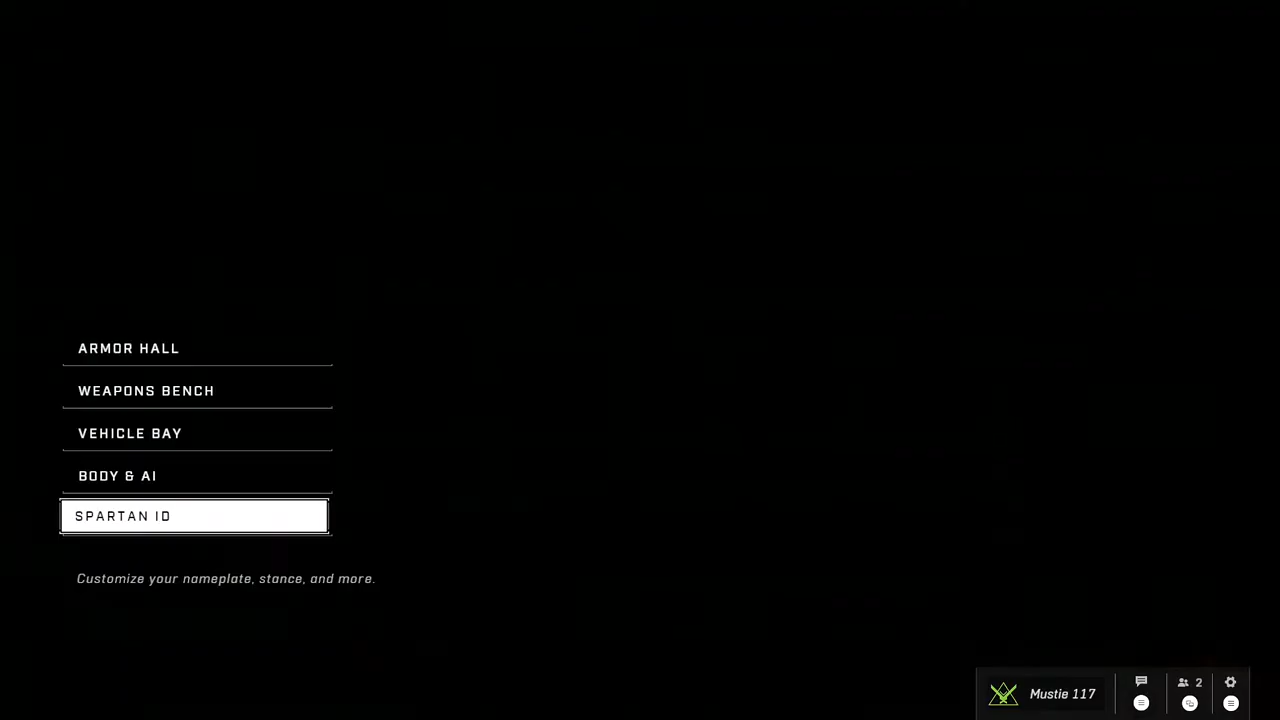 ARMOR HALL
WEAPONS BENCH
VEHICLE BAY
BODY & AI
SPARTAN ID
Customize your nameplate, stance, and more.
Mustie 117
2